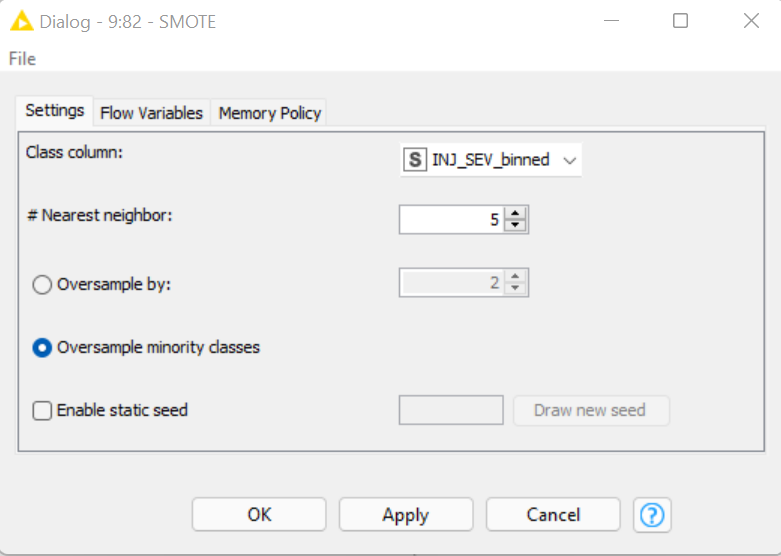 Dialog - 9:82 - SMOTE
File
Settings Flow Variables Memory Policy
Class column: S INJ_SEV_binned
# Nearest neighbor: 5
Oversample by: 2
Oversample minority classes
Enable static seed Draw new seed
OK Apply Cancel ?